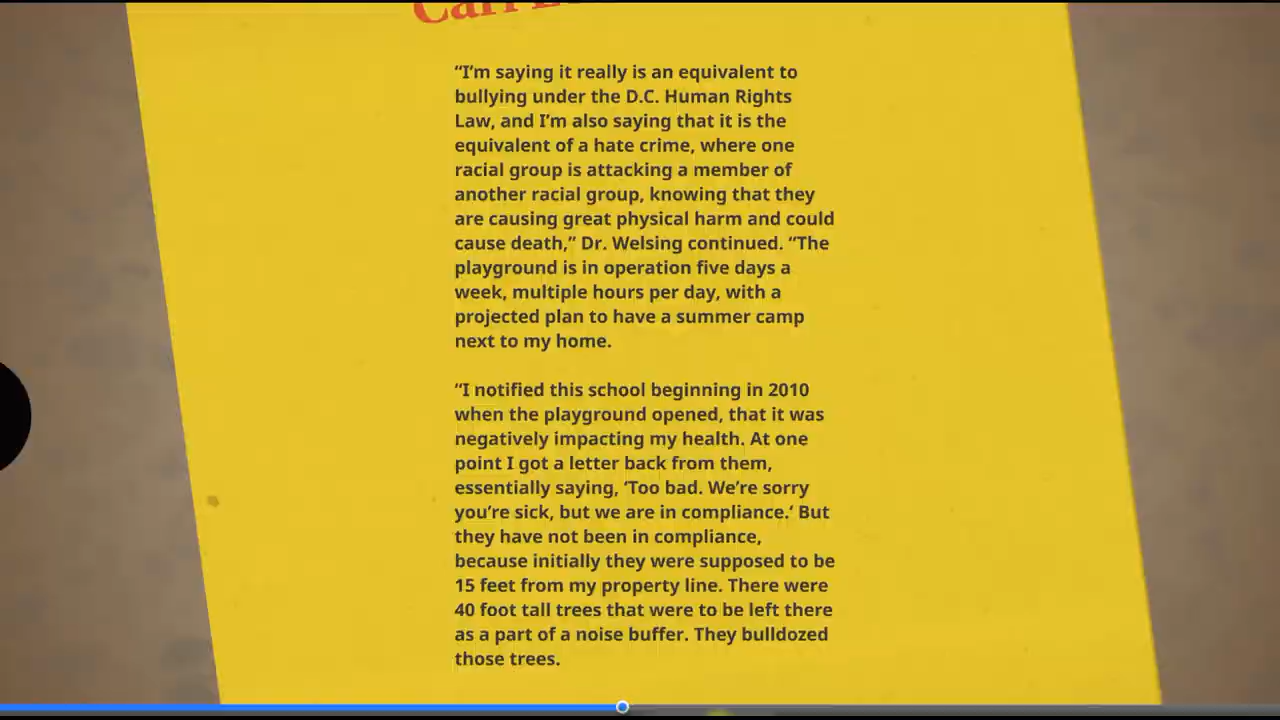 “I’m saying it really is an equivalent to
bullying under the D.C. Human Rights
Law, and I’m also saying that it is the
equivalent of a hate crime, where one
racial group is attacking a member of
another racial group, knowing that they
are causing great physical harm and could
cause death,” Dr. Welsing continued. “The
playground is in operation five days a
week, multiple hours per day, with a
projected plan to have a summer camp
next to my home.
“I notified this school beginning in 2010
when the playground opened, that it was
negatively impacting my health. At one
point I got a letter back from them,
essentially saying, ‘Too bad. We’re sorry
you’re sick, but we are in compliance.‘ But
they have not been in compliance,
because initially they were supposed to be
15 feet from my property line. There were
40 foot tall trees that were to be left there
as a part of a noise buffer. They bulldozed
those trees.